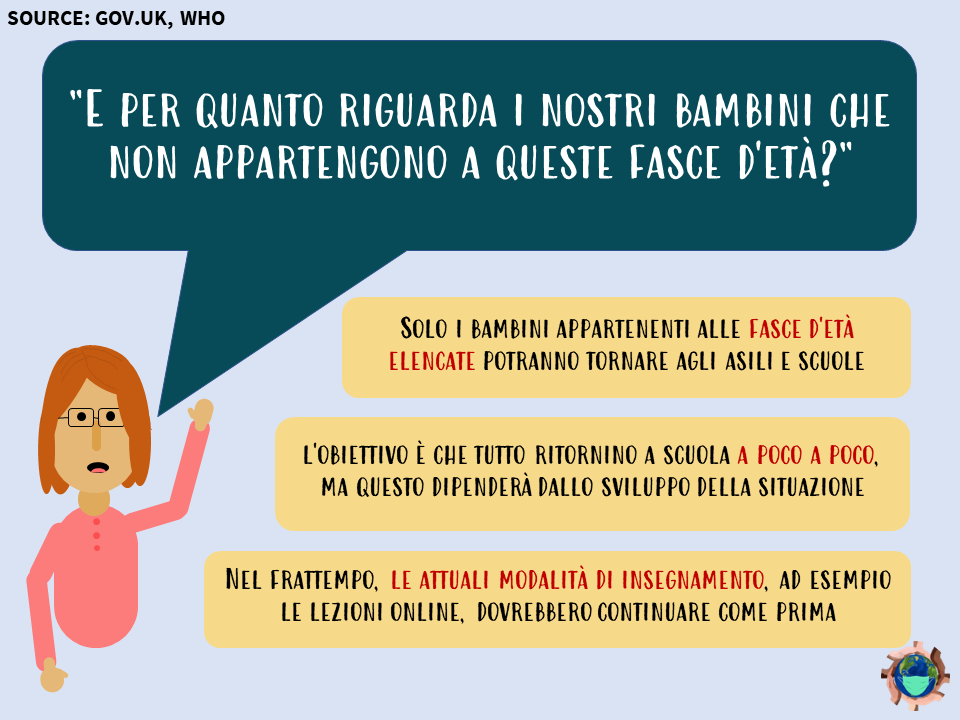 SOURCE: GOV.UK, WHO
"E PER QUANTO RIGUARDA I NOSTRI BAMBINI CHE
NON APPARTENGONO A QUESTE FASCE D'ETÀ?"
SOLO I BAMBINI APPARTENENTI ALLE FASCE D'ETÀ
ELENCATE POTRANNO TORNARE AGLI ASILI E SCUOLE
L'OBIETTIVO È CHE TUTTO RITORNINO A SCUOLA A POCO A POCO,
MA QUESTO DIPENDERÀ DALLO SVILUPPO DELLA SITUAZIONE
NEL FRATTEMPO, LE ATTUALI MODALITÀ DI INSEGNAMENTO, AD ESEMPIO
LE LEZIONI ONLINE, DOVREBBERO CONTINUARE COME PRIMA